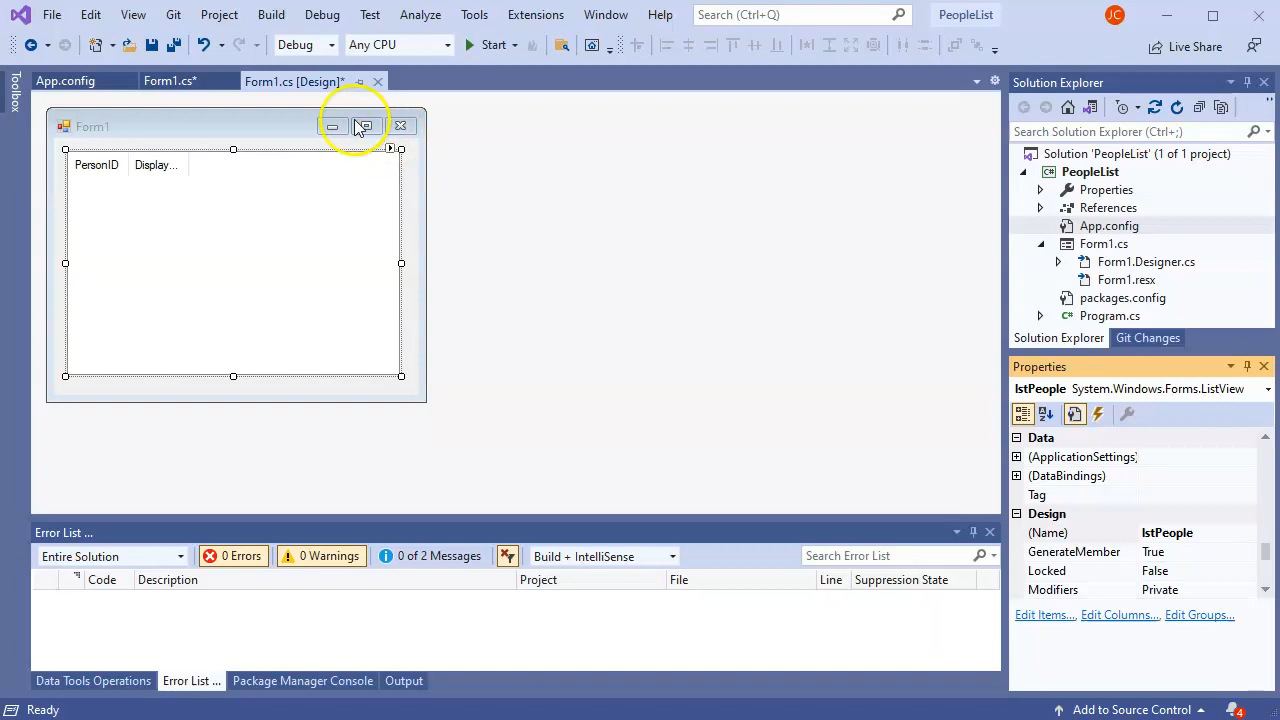 File Edit View Git Project Build Debug Test Analyze Tools Extensions Window Help Search (Ctrl+Q) PeopleList JC
Debug Any CPU Start Live Share
Toolbox
App.config Form1.cs* Form1.cs [Design]*
Form1
PersonID Display...
Solution Explorer
Search Solution Explorer (Ctrl+;)
Solution 'PeopleList' (1 of 1 project)
PeopleList
Properties
References
App.config
Form1.cs
Form1.Designer.cs
Form1.resx
packages.config
Program.cs
Solution Explorer Git Changes
Properties
lstPeople System.Windows.Forms.ListView
Data
(ApplicationSettings)
(DataBindings)
Tag
Design
(Name) lstPeople
GenerateMember True
Locked False
Modifiers Private
Edit Items..., Edit Columns..., Edit Groups...
Error List ...
Entire Solution 0 Errors 0 Warnings 0 of 2 Messages Build + IntelliSense Search Error List
Code Description Project File Line Suppression State
Data Tools Operations Error List ... Package Manager Console Output
Ready Add to Source Control 4